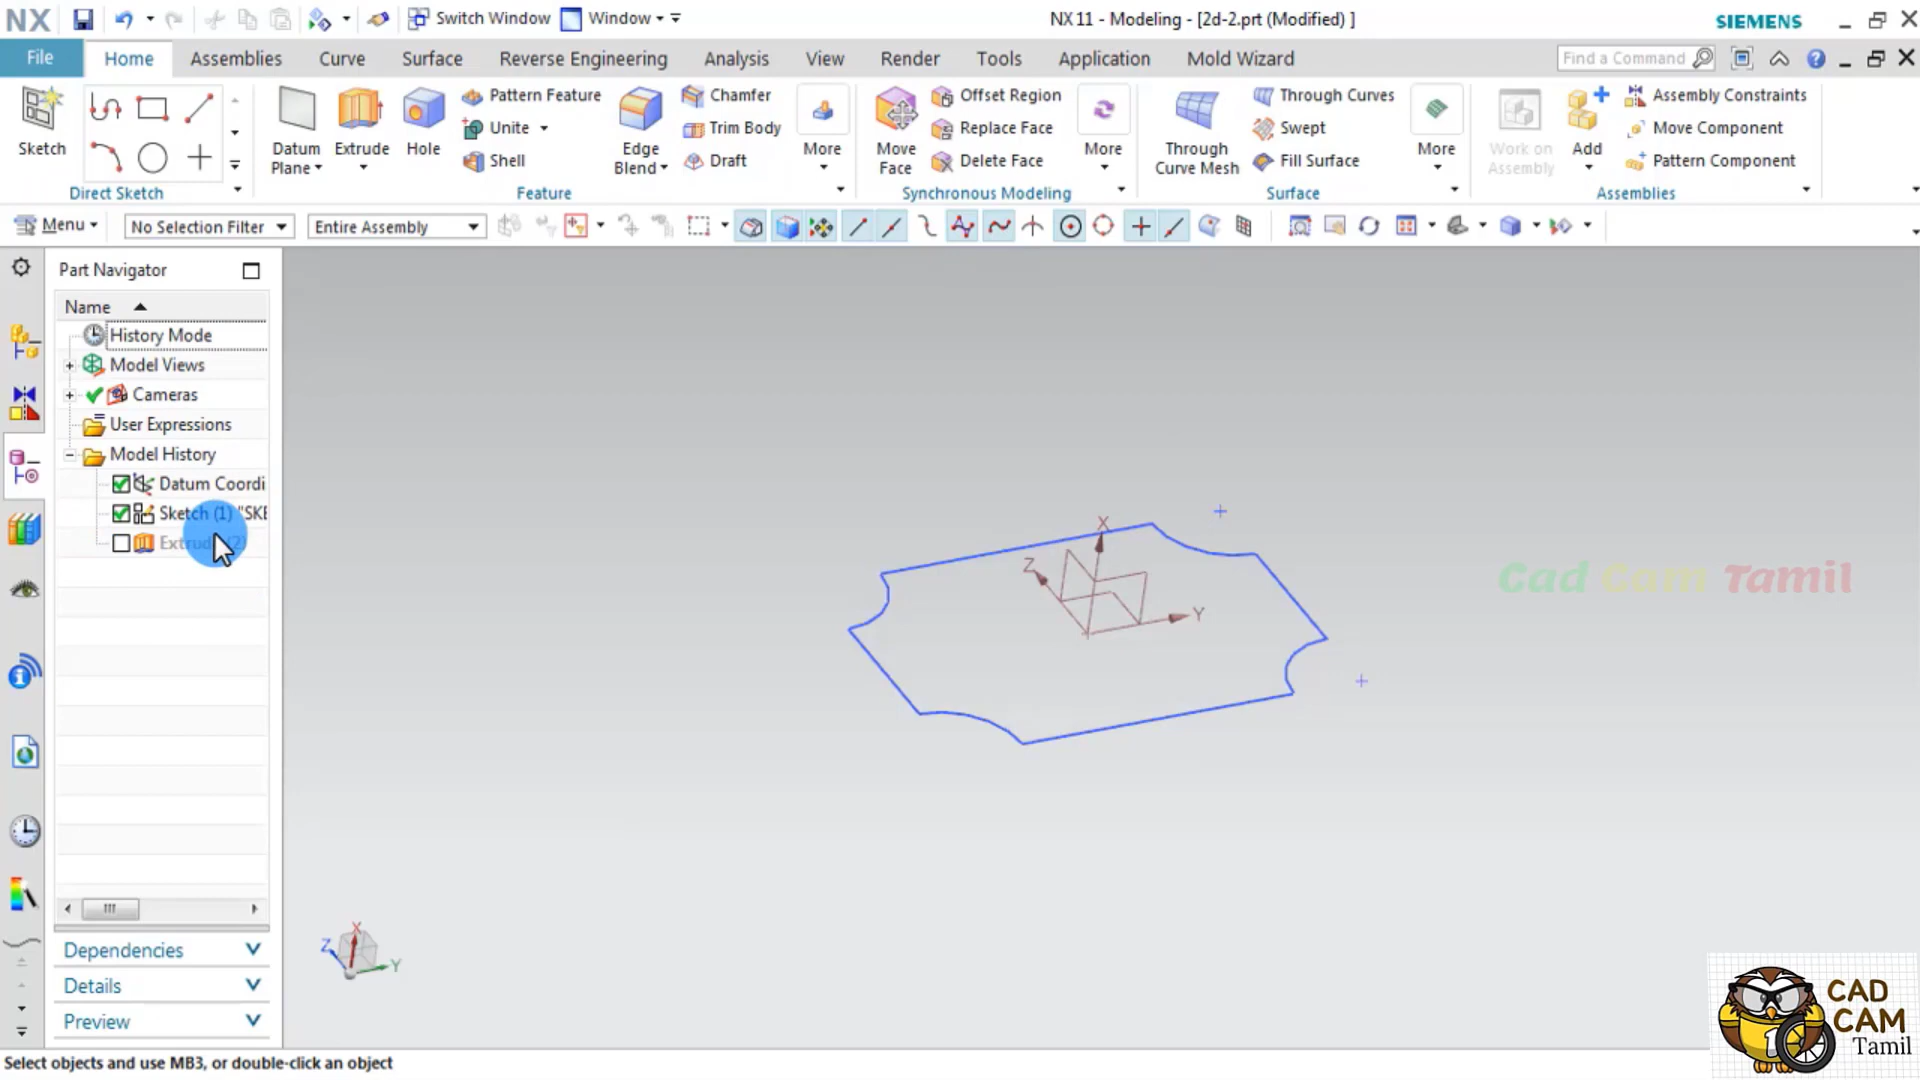 NX Switch Window Window NX 11 - Modeling - [2d-2.prt (Modified) ] SIEMENS
File Home Assemblies Curve Surface Reverse Engineering Analysis View Render Tools Application Mold Wizard Find a Command
Sketch
Direct Sketch
Datum Plane
Extrude
Hole
Pattern Feature
Unite
Shell
Edge Blend
Chamfer
Trim Body
Draft
More
Feature
Move Face
Offset Region
Replace Face
Delete Face
More
Synchronous Modeling
Through Curve Mesh
Through Curves
Swept
Fill Surface
More
Surface
Work on Assembly
Add
Assembly Constraints
Move Component
Pattern Component
Assemblies
Menu No Selection Filter Entire Assembly
Part Navigator
Name
History Mode
Model Views
Cameras
User Expressions
Model History
Datum Coordi
Sketch (1) "SKE
Dependencies
Details
Preview
X
Z
Y
X
Z
Y
Cad Cam Tamil
CAD
CAM
Tamil
Select objects and use MB3, or double-click an object